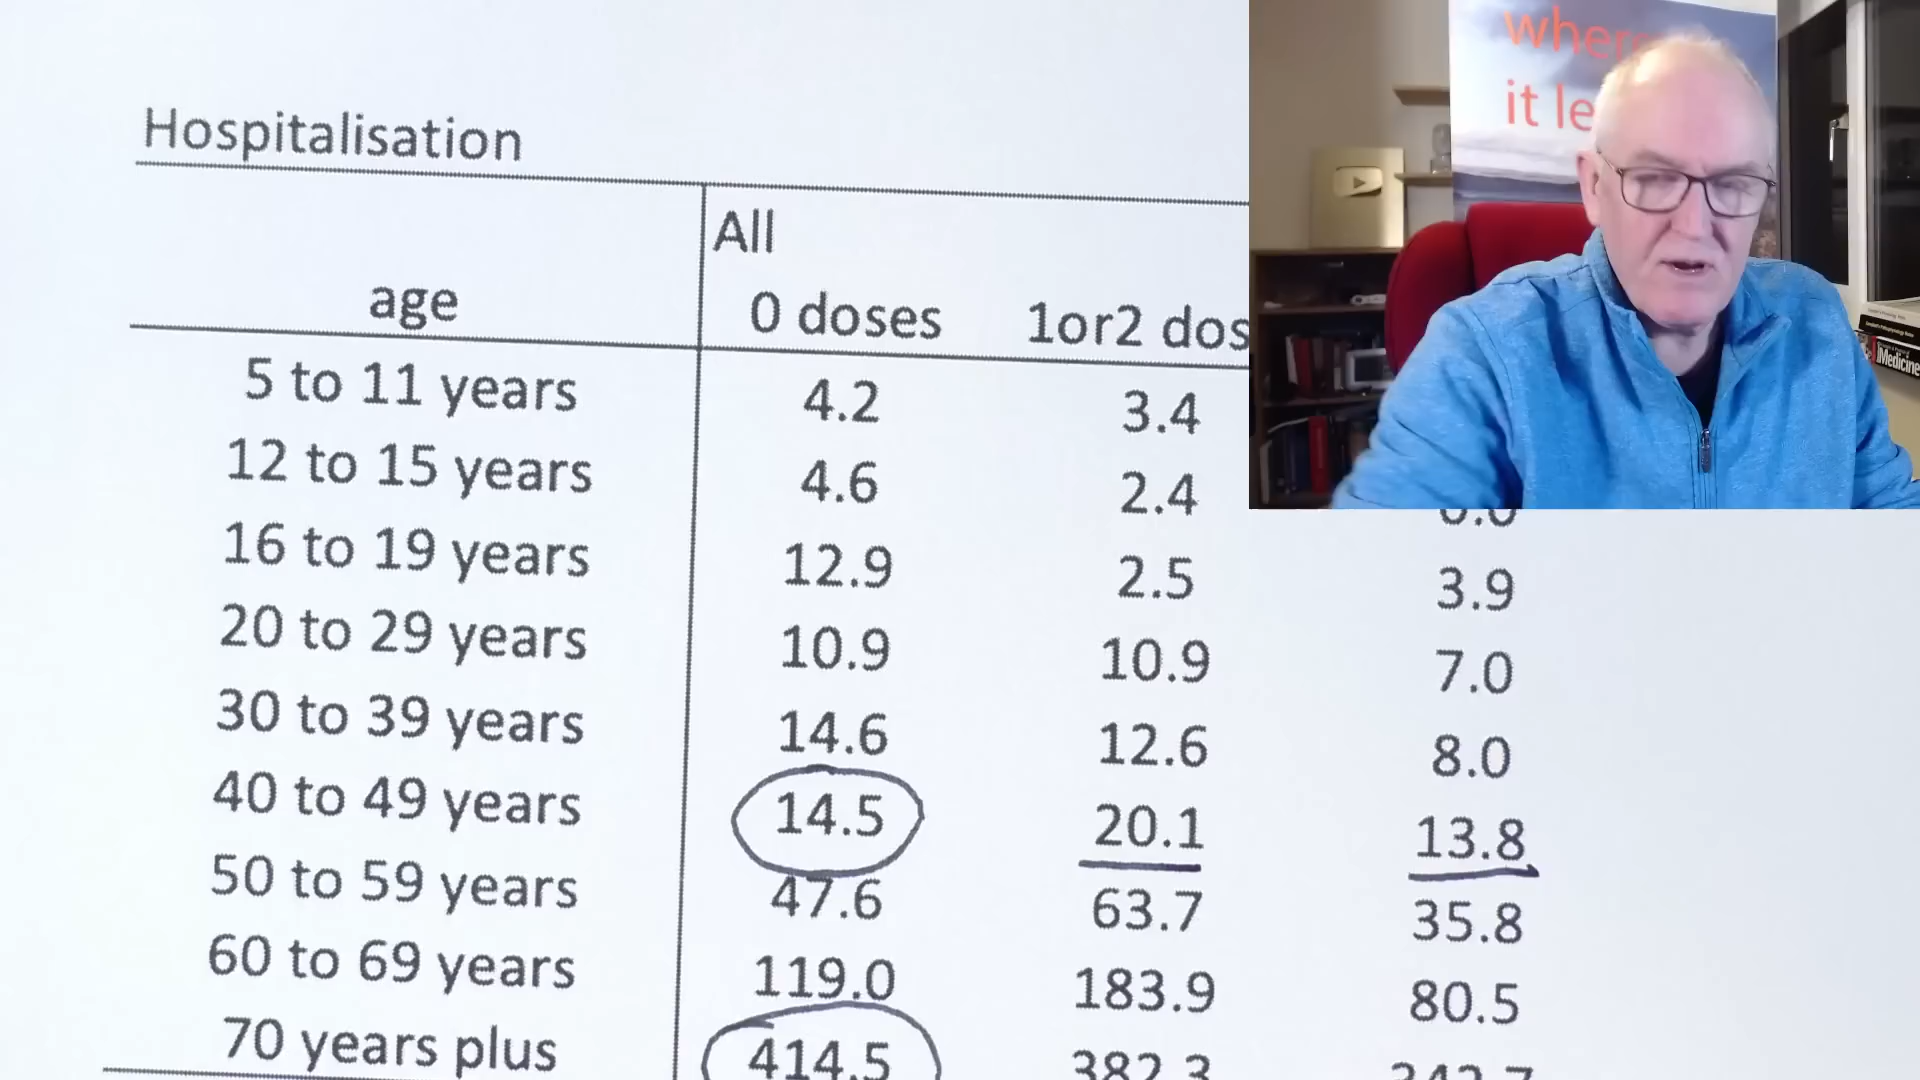 Hospitalisation
All
age 0 doses 1or2 dos
5 to 11 years 4.2 3.4
12 to 15 years 4.6 2.4
16 to 19 years 12.9 2.5 3.9
20 to 29 years 10.9 10.9 7.0
30 to 39 years 14.6 12.6 8.0
40 to 49 years 14.5 20.1 13.8
50 to 59 years 47.6 63.7 35.8
60 to 69 years 119.0 183.9 80.5
70 years plus 414.5 382.3 342.7
it le
Medicine